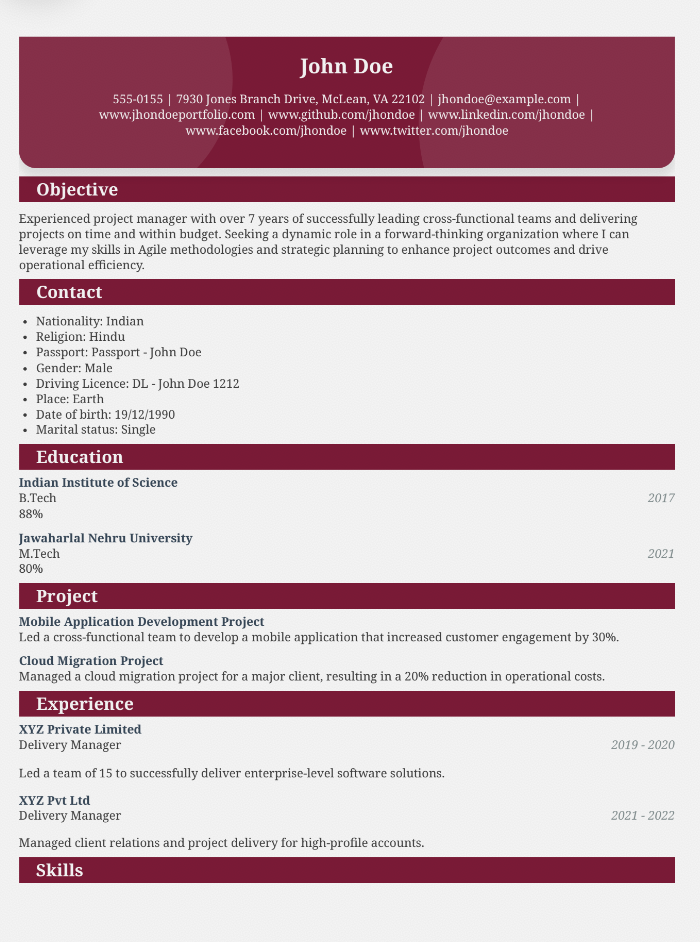 John Doe
555-0155 | 7930 Jones Branch Drive, McLean, VA 22102 | jhondoe@example.com |
www.jhondoeportfolio.com | www.github.com/jhondoe | www.linkedin.com/jhondoe |
www.facebook.com/jhondoe | www.twitter.com/jhondoe
Objective
Experienced project manager with over 7 years of successfully leading cross-functional teams and delivering
projects on time and within budget. Seeking a dynamic role in a forward-thinking organization where I can
leverage my skills in Agile methodologies and strategic planning to enhance project outcomes and drive
operational efficiency.
Contact
• Nationality: Indian
• Religion: Hindu
• Passport: Passport - John Doe
• Gender: Male
• Driving Licence: DL - John Doe 1212
• Place: Earth
• Date of birth: 19/12/1990
• Marital status: Single
Education
Indian Institute of Science
B.Tech 2017
88%
Jawaharlal Nehru University
M.Tech 2021
80%
Project
Mobile Application Development Project
Led a cross-functional team to develop a mobile application that increased customer engagement by 30%.
Cloud Migration Project
Managed a cloud migration project for a major client, resulting in a 20% reduction in operational costs.
Experience
XYZ Private Limited
Delivery Manager 2019 - 2020
Led a team of 15 to successfully deliver enterprise-level software solutions.
XYZ Pvt Ltd
Delivery Manager 2021 - 2022
Managed client relations and project delivery for high-profile accounts.
Skills